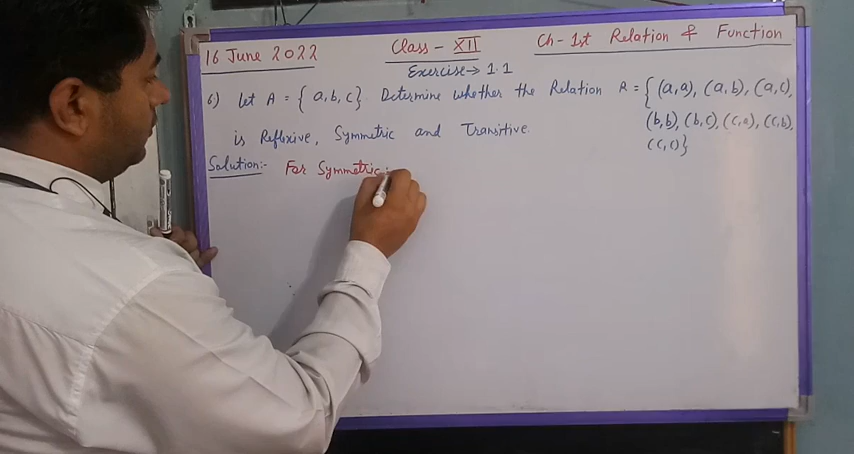 16 June 2022 Class - XII Ch - 1st Relation & Function
Exercise → 1.1
6) Let A = { a, b, c } Determine whether the Relation R = { (a,a), (a,b), (a,c),
(b,b), (b,c), (c,a), (c,b),
is Reflexive, Symmetric and Transitive.
(c,c)}
Solution:- For Symmetric: